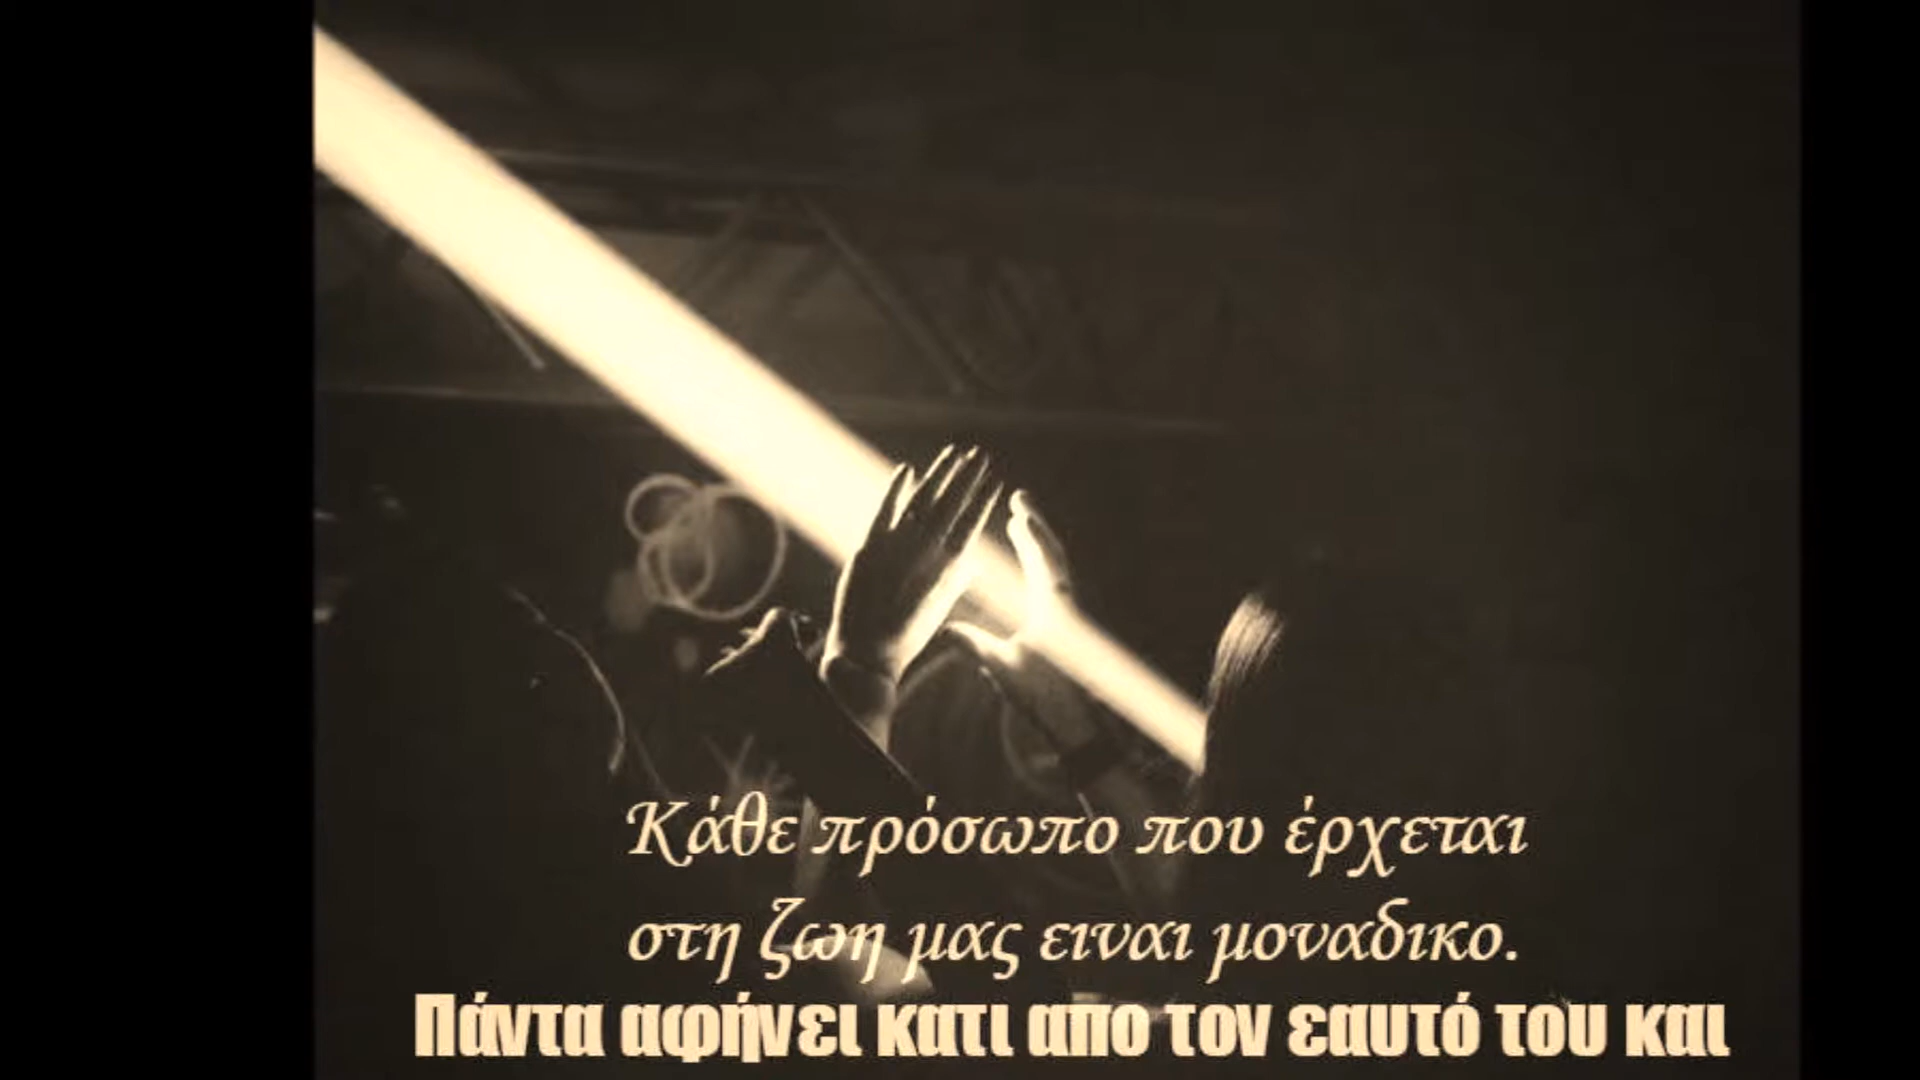 Κάθε πρόσωπο που έρχεται
στη ζωη μας ειναι μοναδικο.
Πάντα αφήνει κατι απο τον εαυτό του και